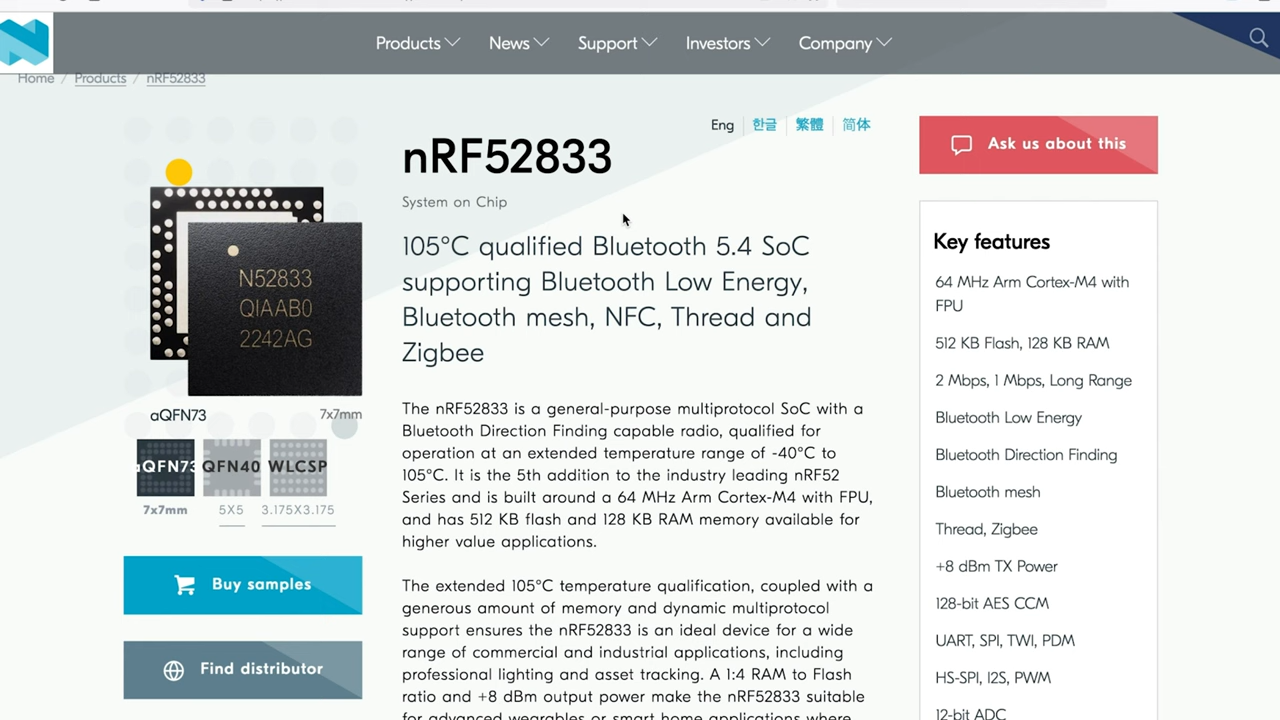 Products
News
Support
Investors
Company
Home / Products / nRF52833
Eng
한글
繁體
简体
nRF52833
System on Chip
105°C qualified Bluetooth 5.4 SoC
supporting Bluetooth Low Energy,
Bluetooth mesh, NFC, Thread and
Zigbee
N52833
QIAAB0
2242AG
aQFN73
7x7mm
aQFN73
QFN40
WLCSP
7x7mm
5X5
3.175X3.175
Buy samples
Find distributor
The nRF52833 is a general-purpose multiprotocol SoC with a
Bluetooth Direction Finding capable radio, qualified for
operation at an extended temperature range of -40°C to
105°C. It is the 5th addition to the industry leading nRF52
Series and is built around a 64 MHz Arm Cortex-M4 with FPU,
and has 512 KB flash and 128 KB RAM memory available for
higher value applications.
The extended 105°C temperature qualification, coupled with a
generous amount of memory and dynamic multiprotocol
support ensures the nRF52833 is an ideal device for a wide
range of commercial and industrial applications, including
professional lighting and asset tracking. A 1:4 RAM to Flash
ratio and +8 dBm output power make the nRF52833 suitable
for advanced wearables or smart home applications where
Ask us about this
Key features
64 MHz Arm Cortex-M4 with
FPU
512 KB Flash, 128 KB RAM
2 Mbps, 1 Mbps, Long Range
Bluetooth Low Energy
Bluetooth Direction Finding
Bluetooth mesh
Thread, Zigbee
+8 dBm TX Power
128-bit AES CCM
UART, SPI, TWI, PDM
HS-SPI, I2S, PWM
12-bit ADC